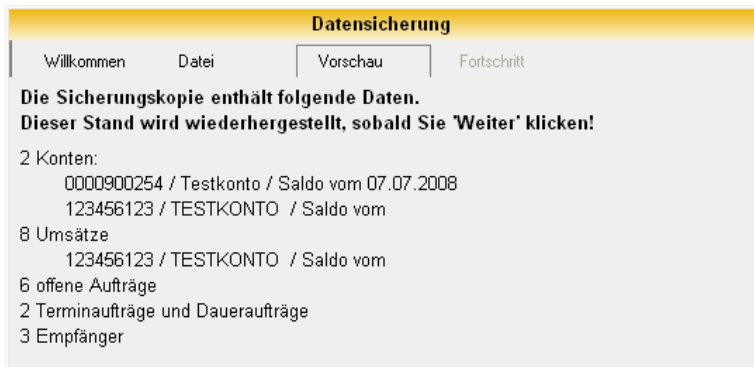 Datensicherung
Willkommen Datei Vorschau Fortschritt
Die Sicherungskopie enthält folgende Daten.
Dieser Stand wird wiederhergestellt, sobald Sie 'Weiter' klicken!
2 Konten:
0000900254 / Testkonto / Saldo vom 07.07.2008
123456123 / TESTKONTO / Saldo vom
8 Umsätze
123456123 / TESTKONTO / Saldo vom
6 offene Aufträge
2 Terminaufträge und Daueraufträge
3 Empfänger